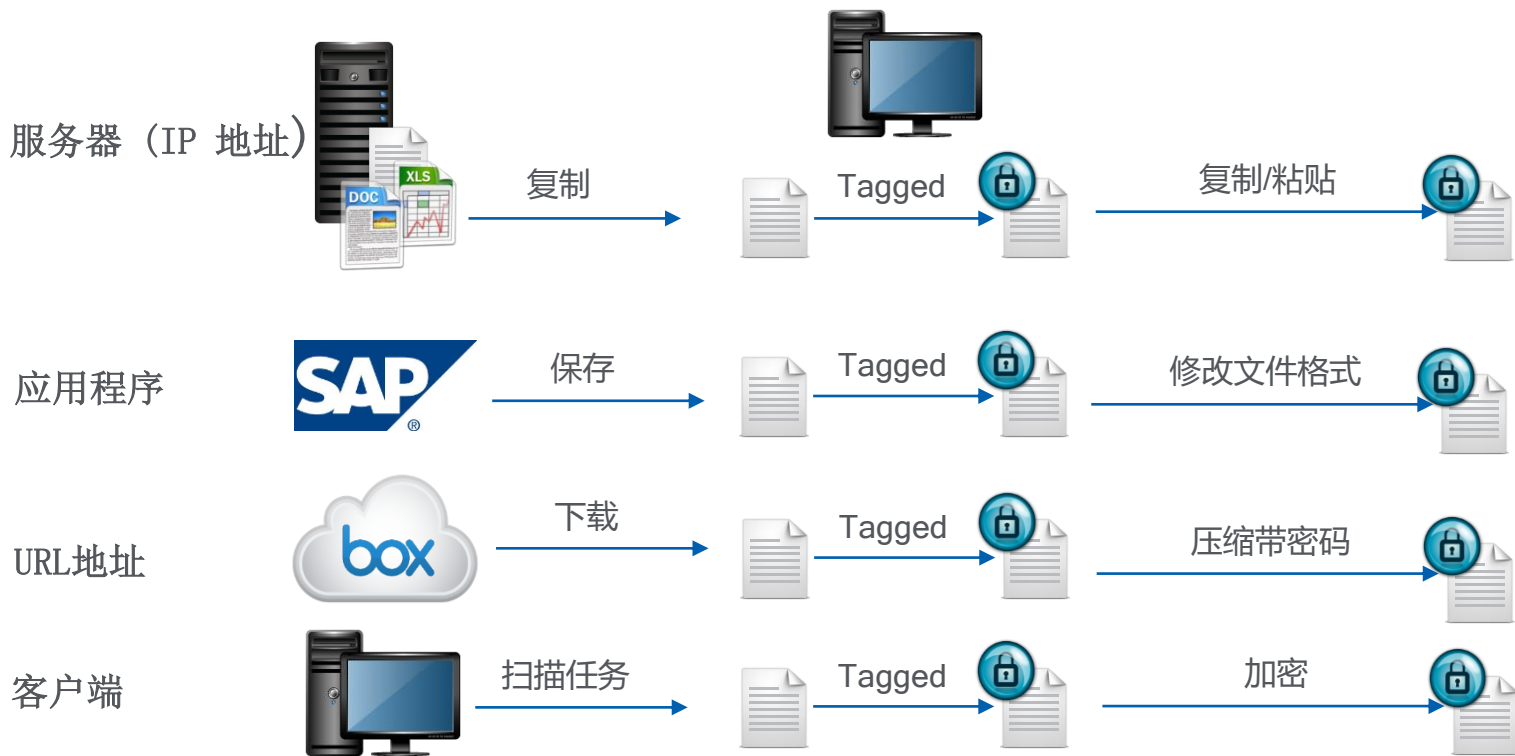 服务器 (IP 地址)
XLS
DOC
复制
Tagged
复制/粘贴
应用程序
SAP
®
保存
Tagged
修改文件格式
URL地址
box
下载
Tagged
压缩带密码
客户端
扫描任务
Tagged
加密